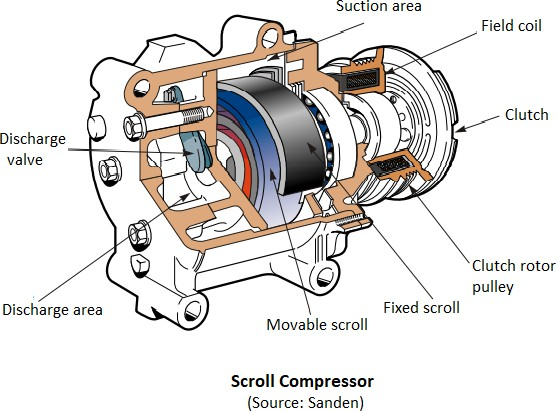 Suction area
Field coil
Clutch
Discharge
valve
Clutch rotor
pulley
Discharge area
Fixed scroll
Movable scroll
Scroll Compressor
(Source: Sanden)